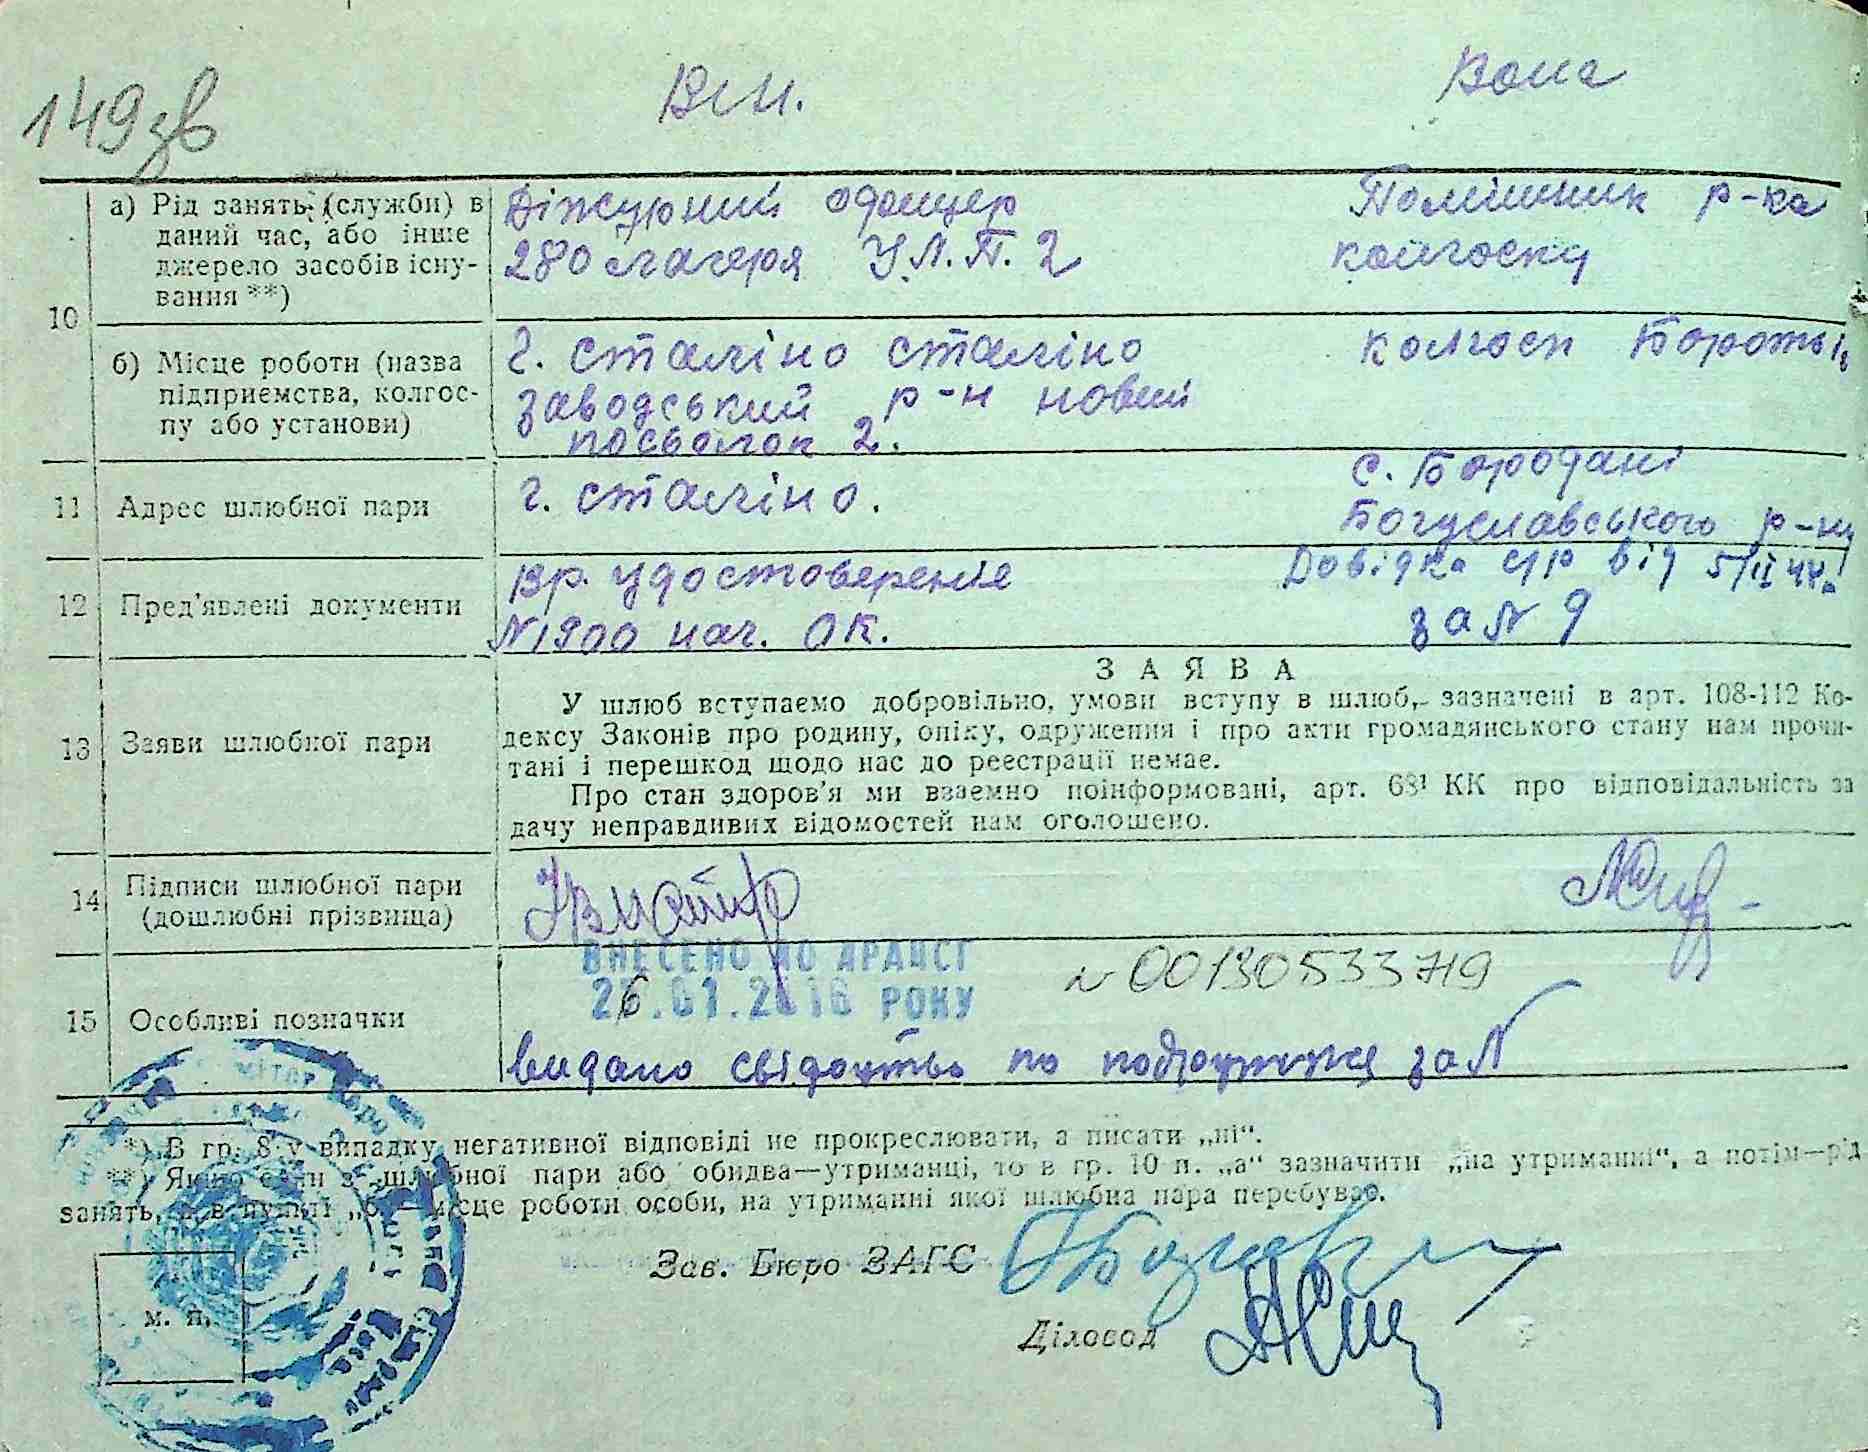 149зв
Він.
Вона
10
а) Рід занять (служби) в даний час, або інше джерело засобів існування **)
Діжурний офіцер
280 лагеря У.Л.П. 2
Помішник р-ка
колгоспу
б) Місце роботи (назва підприємства, колгоспу або установи)
г. Сталіно Сталіно
заводський р-н новий
посьолок 2.
колгосп
11 Адрес шлюбної пари
г. Сталіно.
с. Бородані
Богуславського р-ну
12 Пред'явлені документи
Вр. удостоверенія
№1900 нач. ОК.
Довідка с/р від 5/II 44
за № 9
13 Заяви шлюбної пари
ЗАЯВА
У шлюб вступаємо добровільно, умови вступу в шлюб, зазначені в арт. 108-112 Ко-
дексу Законів про родину, опіку, одруження і про акти громадянського стану нам прочи-
тані і перешкод щодо нас до реєстрації немає.
Про стан здоров'я ми взаємно поінформовані, арт. 68¹ КК про відповідальність за
дачу неправдивих відомостей нам оголошено.
14 Підписи шлюбної пари
(дошлюбні прізвища)
15 Особливі позначки
ВНЕСЕНО ДО ДРАЦСГ
26.01.2016 РОКУ
№ 00130533719
видано свідоцтво по за №
*) В гр. 8 у випадку негативної відповіді не прокреслювати, а писати „ні“.
**) Якщо один з шлюбної пари або обидва—утриманці, то в гр. 10 п. „а“ зазначити „на утриманні“, а потім—рід
занять, а в пункті „б“—місце роботи особи, на утриманні якої шлюбна пара перебуває.
Зав. Бюро ЗАГС
Діловод
м. п.